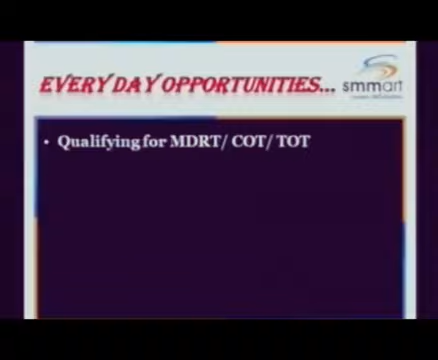 EVERY DAY OPPORTUNITIES...
smmart
• Qualifying for MDRT/ COT/ TOT